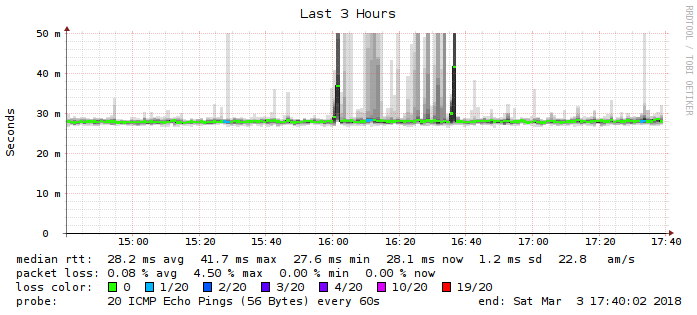 Last 3 Hours
RRDTOOL / TOBI OETIKER
Seconds
50 m
40 m
30 m
20 m
10 m
0
15:00 15:20 15:40 16:00 16:20 16:40 17:00 17:20 17:40
median rtt: 28.2 ms avg 41.7 ms max 27.6 ms min 28.1 ms now 1.2 ms sd 22.8 am/s
packet loss: 0.08 % avg 4.50 % max 0.00 % min 0.00 % now
loss color: 0 1/20 2/20 3/20 4/20 10/20 19/20
probe: 20 ICMP Echo Pings (56 Bytes) every 60s end: Sat Mar 3 17:40:02 2018